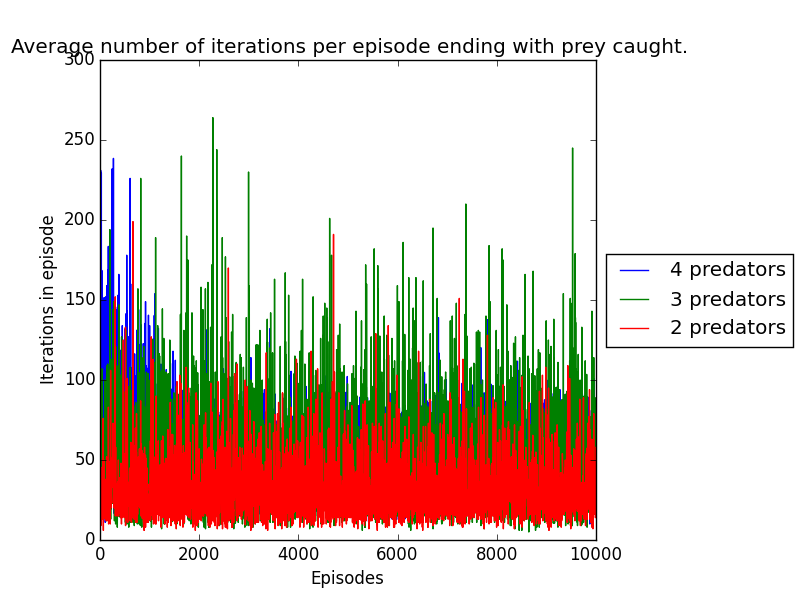 Average number of iterations per episode ending with prey caught.
300
250
200
150
100
50
0
Iterations in episode
0 2000 4000 6000 8000 10000
Episodes
4 predators
3 predators
2 predators